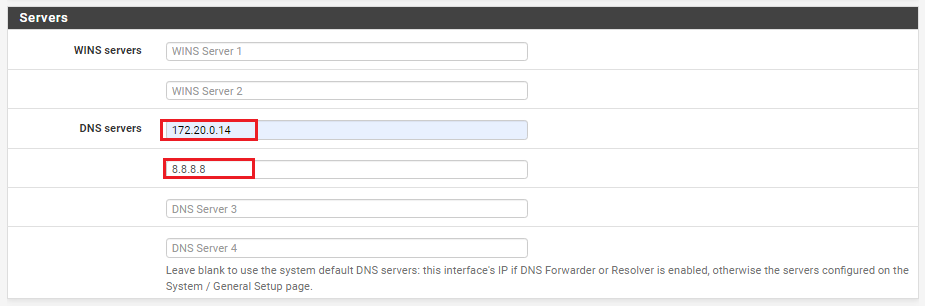 Servers
WINS servers
WINS Server 1
WINS Server 2
DNS servers
172.20.0.14
8.8.8.8
DNS Server 3
DNS Server 4
Leave blank to use the system default DNS servers: this interface's IP if DNS Forwarder or Resolver is enabled, otherwise the servers configured on the
System / General Setup page.